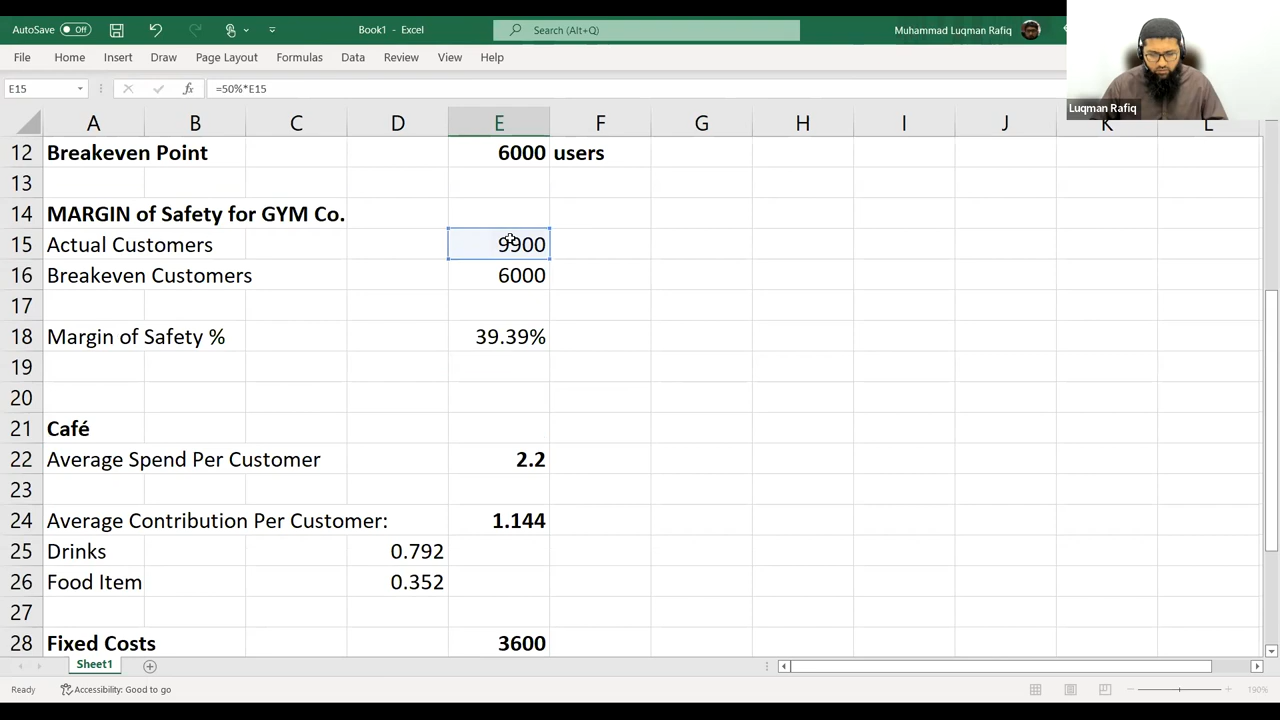 AutoSave Off Book1 - Excel Search (Alt+Q) Muhammad Luqman Rafiq
File Home Insert Draw Page Layout Formulas Data Review View Help
E15 fx =50%*E15
Luqman Rafiq
A B C D E F G H I J K L
12 Breakeven Point 6000 users
13
14 MARGIN of Safety for GYM Co.
15 Actual Customers 9900
16 Breakeven Customers 6000
17
18 Margin of Safety % 39.39%
19
20
21 Café
22 Average Spend Per Customer 2.2
23
24 Average Contribution Per Customer: 1.144
25 Drinks 0.792
26 Food Item 0.352
27
28 Fixed Costs 3600
Sheet1
Ready Accessibility: Good to go 190%